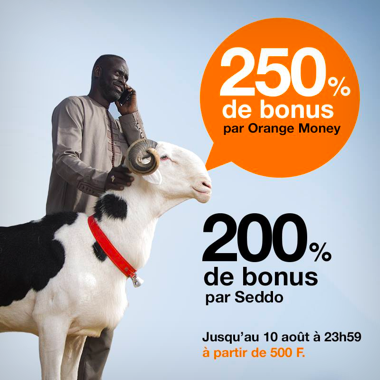 250%
de bonus
par Orange Money
200%
de bonus
par Seddo
Jusqu'au 10 août à 23h59
à partir de 500 F.